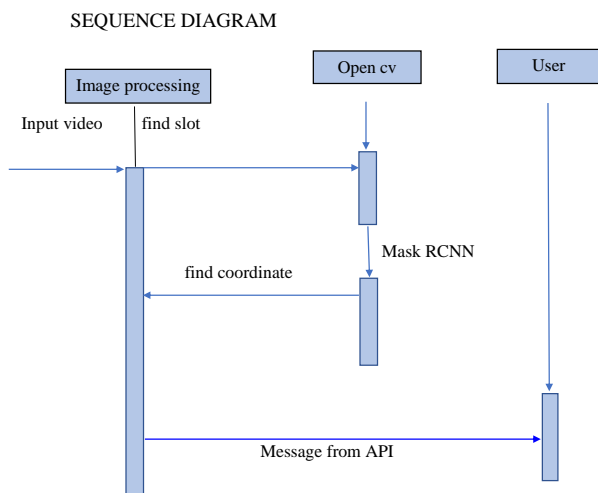 SEQUENCE DIAGRAM
Open cv
User
Image processing
Input video
find slot
Mask RCNN
find coordinate
Message from API